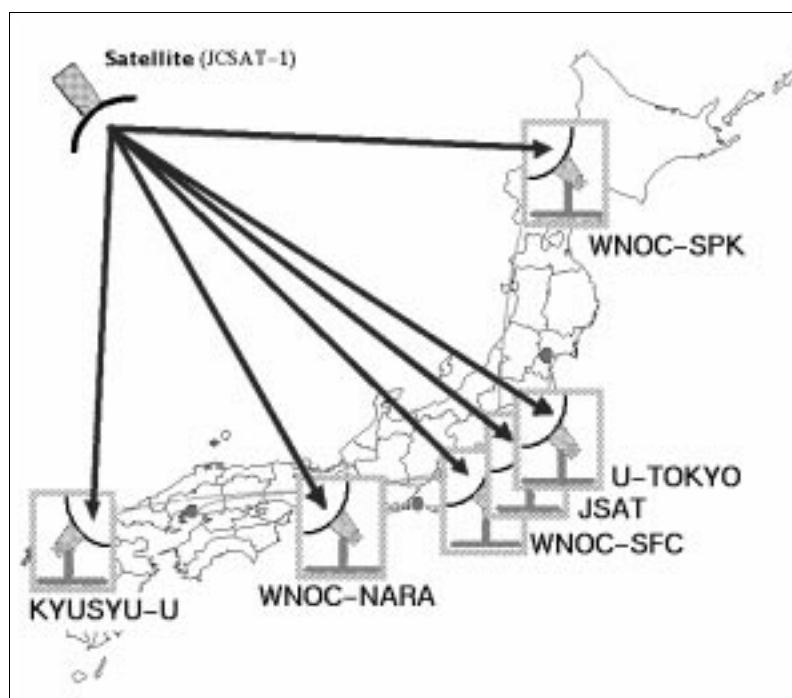 Satellite (JCSAT-1)
WNOC-SPK
U-TOKYO
JSAT
WNOC-SFC
WNOC-NARA
KYUSYU-U